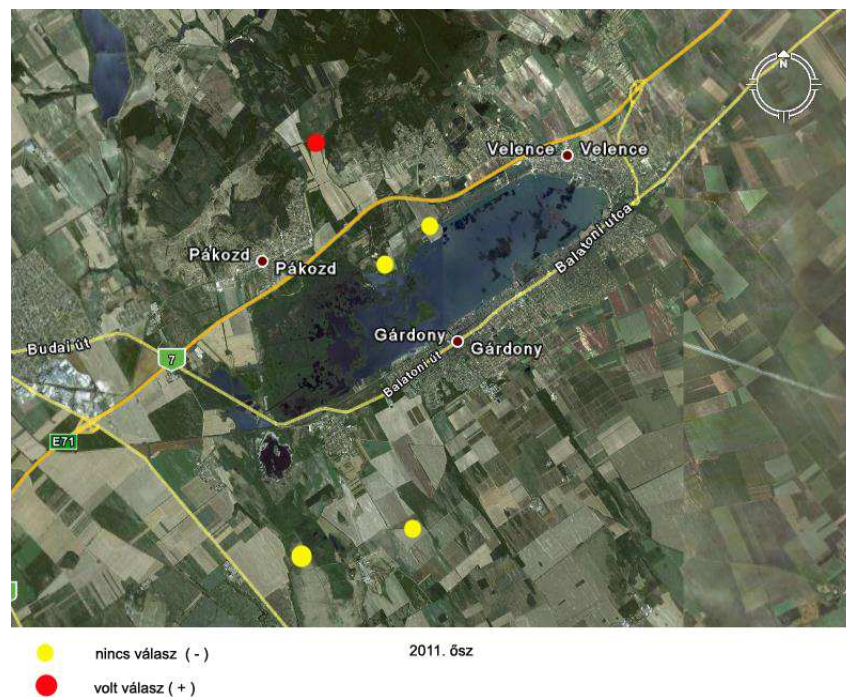 N
Velence
Velence
Pákozd
Pákozd
Balatoni utca
Gárdony
Gárdony
Budai út
7
Balatoni út
E71
nincs válasz ( - )
2011. ősz
volt válasz ( + )